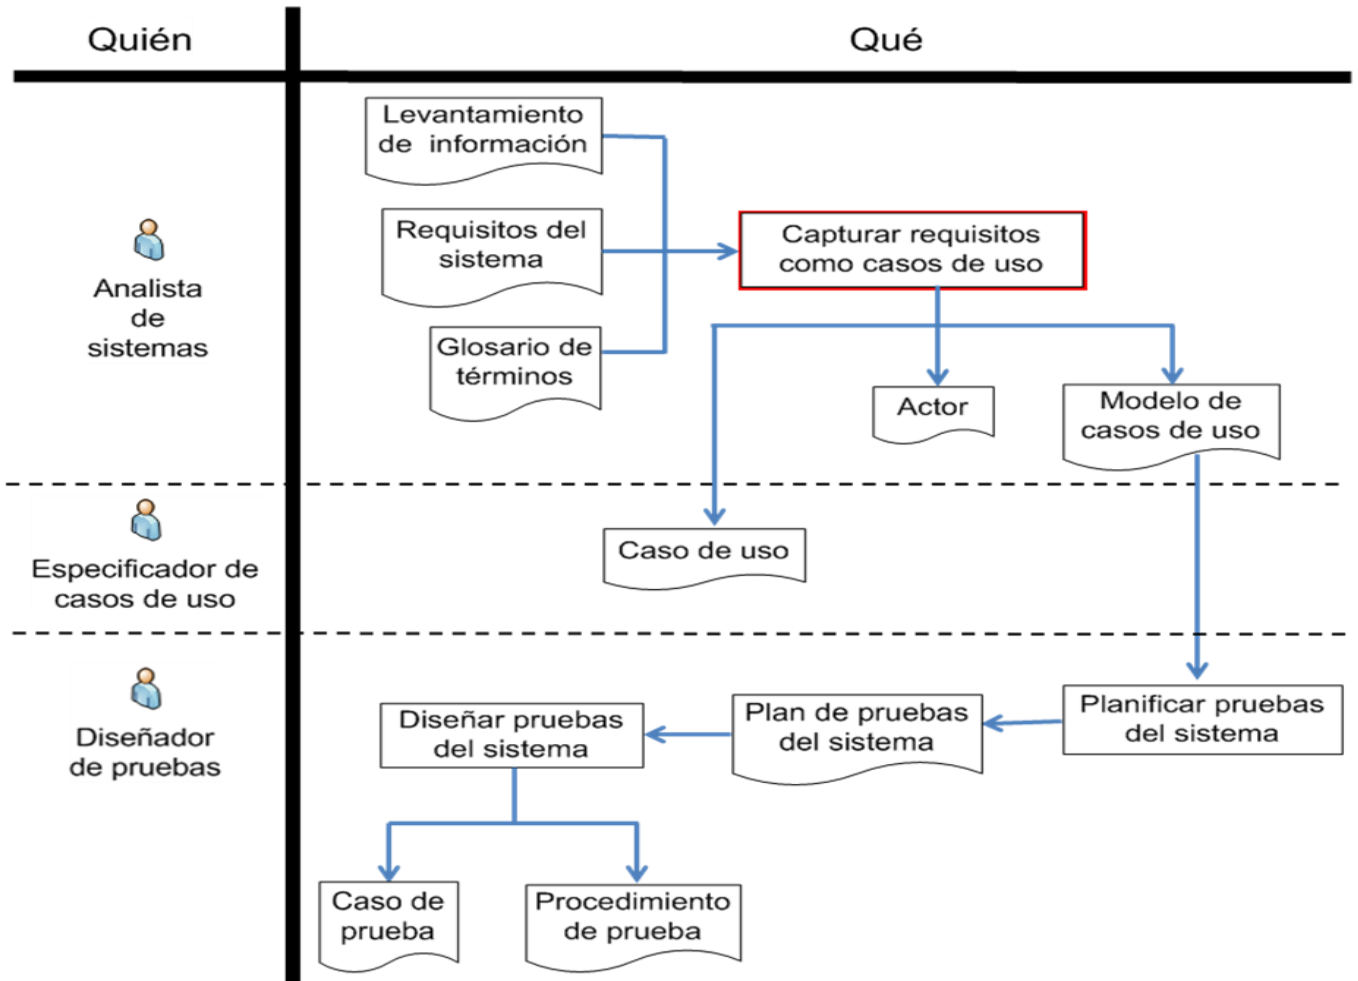 Quién
Qué
Levantamiento
de información
Requisitos del
sistema
Glosario de
términos
Capturar requisitos
como casos de uso
Analista
de
sistemas
Actor
Modelo de
casos de uso
Especificador de
casos de uso
Caso de uso
Diseñador
de pruebas
Diseñar pruebas
del sistema
Plan de pruebas
del sistema
Planificar pruebas
del sistema
Caso de
prueba
Procedimiento
de prueba